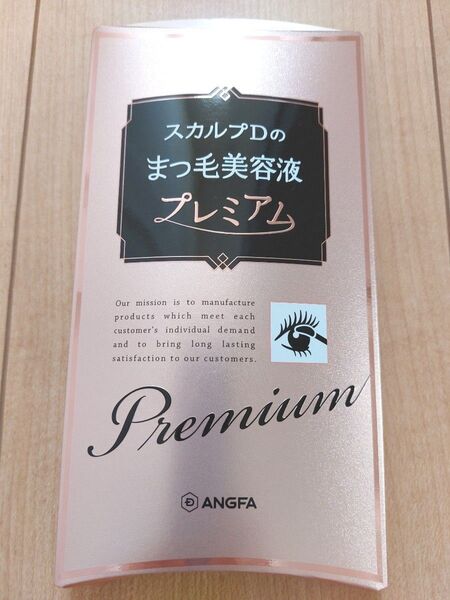 スカルプDの
まつ毛美容液
プレミアム
Our mission is to manufacture
products which meet each
customer's individual demand
and to bring long lasting
satisfaction to our customers.
Premium
ANGFA